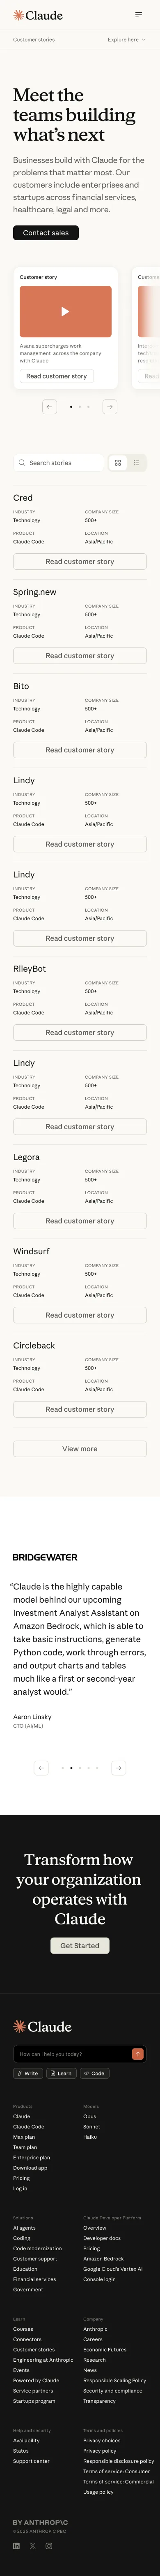 Claude
Customer stories
Explore here
Meet the
teams building
what's next
Businesses build with Claude for the
problems that matter most. Our
customers include enterprises and
startups across financial services,
healthcare, legal and more.
Contact sales
Customer story
Asana supercharges work
management across the company
with Claude.
Read customer story
Search stories
Cred
INDUSTRY
Technology
COMPANY SIZE
500+
PRODUCT
Claude Code
LOCATION
Asia/Pacific
Read customer story
Spring.new
INDUSTRY
Technology
COMPANY SIZE
500+
PRODUCT
Claude Code
LOCATION
Asia/Pacific
Read customer story
Bito
INDUSTRY
Technology
COMPANY SIZE
500+
PRODUCT
Claude Code
LOCATION
Asia/Pacific
Read customer story
Lindy
INDUSTRY
Technology
COMPANY SIZE
500+
PRODUCT
Claude Code
LOCATION
Asia/Pacific
Read customer story
Lindy
INDUSTRY
Technology
COMPANY SIZE
500+
PRODUCT
Claude Code
LOCATION
Asia/Pacific
Read customer story
RileyBot
INDUSTRY
Technology
COMPANY SIZE
500+
PRODUCT
Claude Code
LOCATION
Asia/Pacific
Read customer story
Lindy
INDUSTRY
Technology
COMPANY SIZE
500+
PRODUCT
Claude Code
LOCATION
Asia/Pacific
Read customer story
Legora
INDUSTRY
Technology
COMPANY SIZE
500+
PRODUCT
Claude Code
LOCATION
Asia/Pacific
Read customer story
Windsurf
INDUSTRY
Technology
COMPANY SIZE
500+
PRODUCT
Claude Code
LOCATION
Asia/Pacific
Read customer story
Circleback
INDUSTRY
Technology
COMPANY SIZE
500+
PRODUCT
Claude Code
LOCATION
Asia/Pacific
Read customer story
View more
BRIDGEWATER
"Claude is the highly capable
model behind our upcoming
Investment Analyst Assistant on
Amazon Bedrock, which is able to
take basic instructions, generate
Python code, work through errors,
and output charts and tables
much like a first or second-year
analyst would."
Aaron Linsky
CTO (AI/ML)
Transform how
your organization
operates with
Claude
Get Started
Claude
How can I help you today?
Write
Learn
Code
Products
Claude
Claude Code
Max plan
Team plan
Enterprise plan
Download app
Pricing
Log in
Models
Opus
Sonnet
Haiku
Solutions
AI agents
Coding
Code modernization
Customer support
Education
Financial services
Government
Claude Developer Platform
Overview
Developer docs
Pricing
Amazon Bedrock
Google Cloud's Vertex AI
Console login
Learn
Courses
Connectors
Customer stories
Engineering at Anthropic
Events
Powered by Claude
Service partners
Startups program
Company
Anthropic
Careers
Economic Futures
Research
News
Responsible Scaling Policy
Security and compliance
Transparency
Help and security
Availability
Status
Support center
Terms and policies
Privacy choices
Privacy policy
Responsible disclosure policy
Terms of service: Consumer
Terms of service: Commercial
Usage policy
BY ANTHROPIC
© 2025 ANTHROPIC PBC